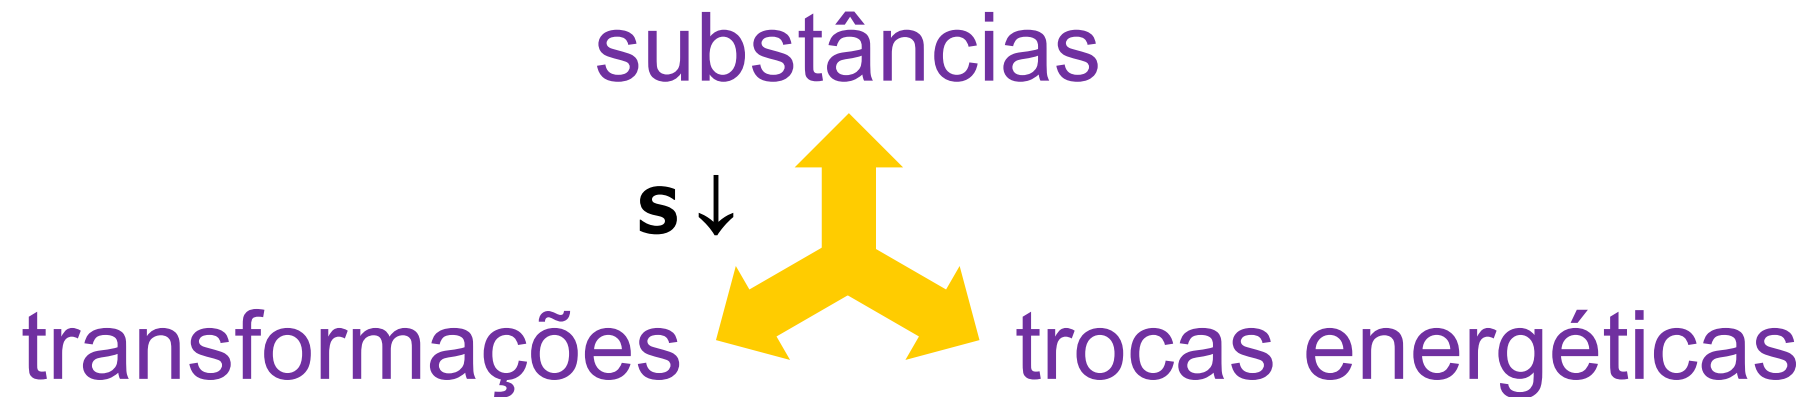 substâncias
s↓
transformações
trocas energéticas